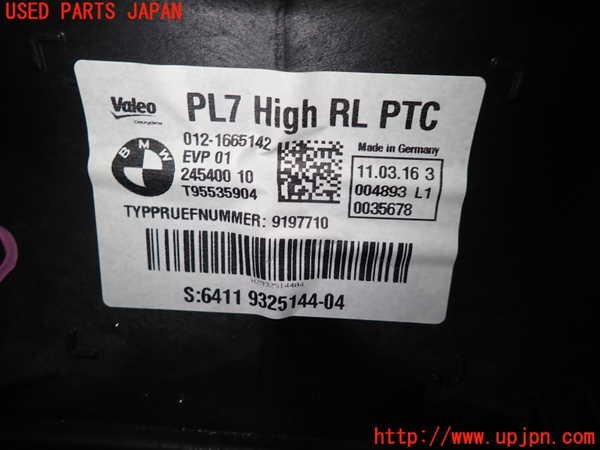 USED PARTS JAPAN
Valeo
PL7 High RL PTC
BMW
012-1665142
EVP 01
245400 10
T95535904
Made in Germany
11.03.16 3
004893 L1
0035678
TYPPRUEFNUMMER: 9197710
S:6411 9325144-04
http://www.upjpn.com/